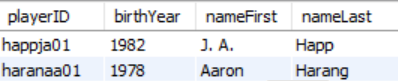 playerID birthYear nameFirst nameLast
happja01 1982 J. A. Happ
haranaa01 1978 Aaron Harang